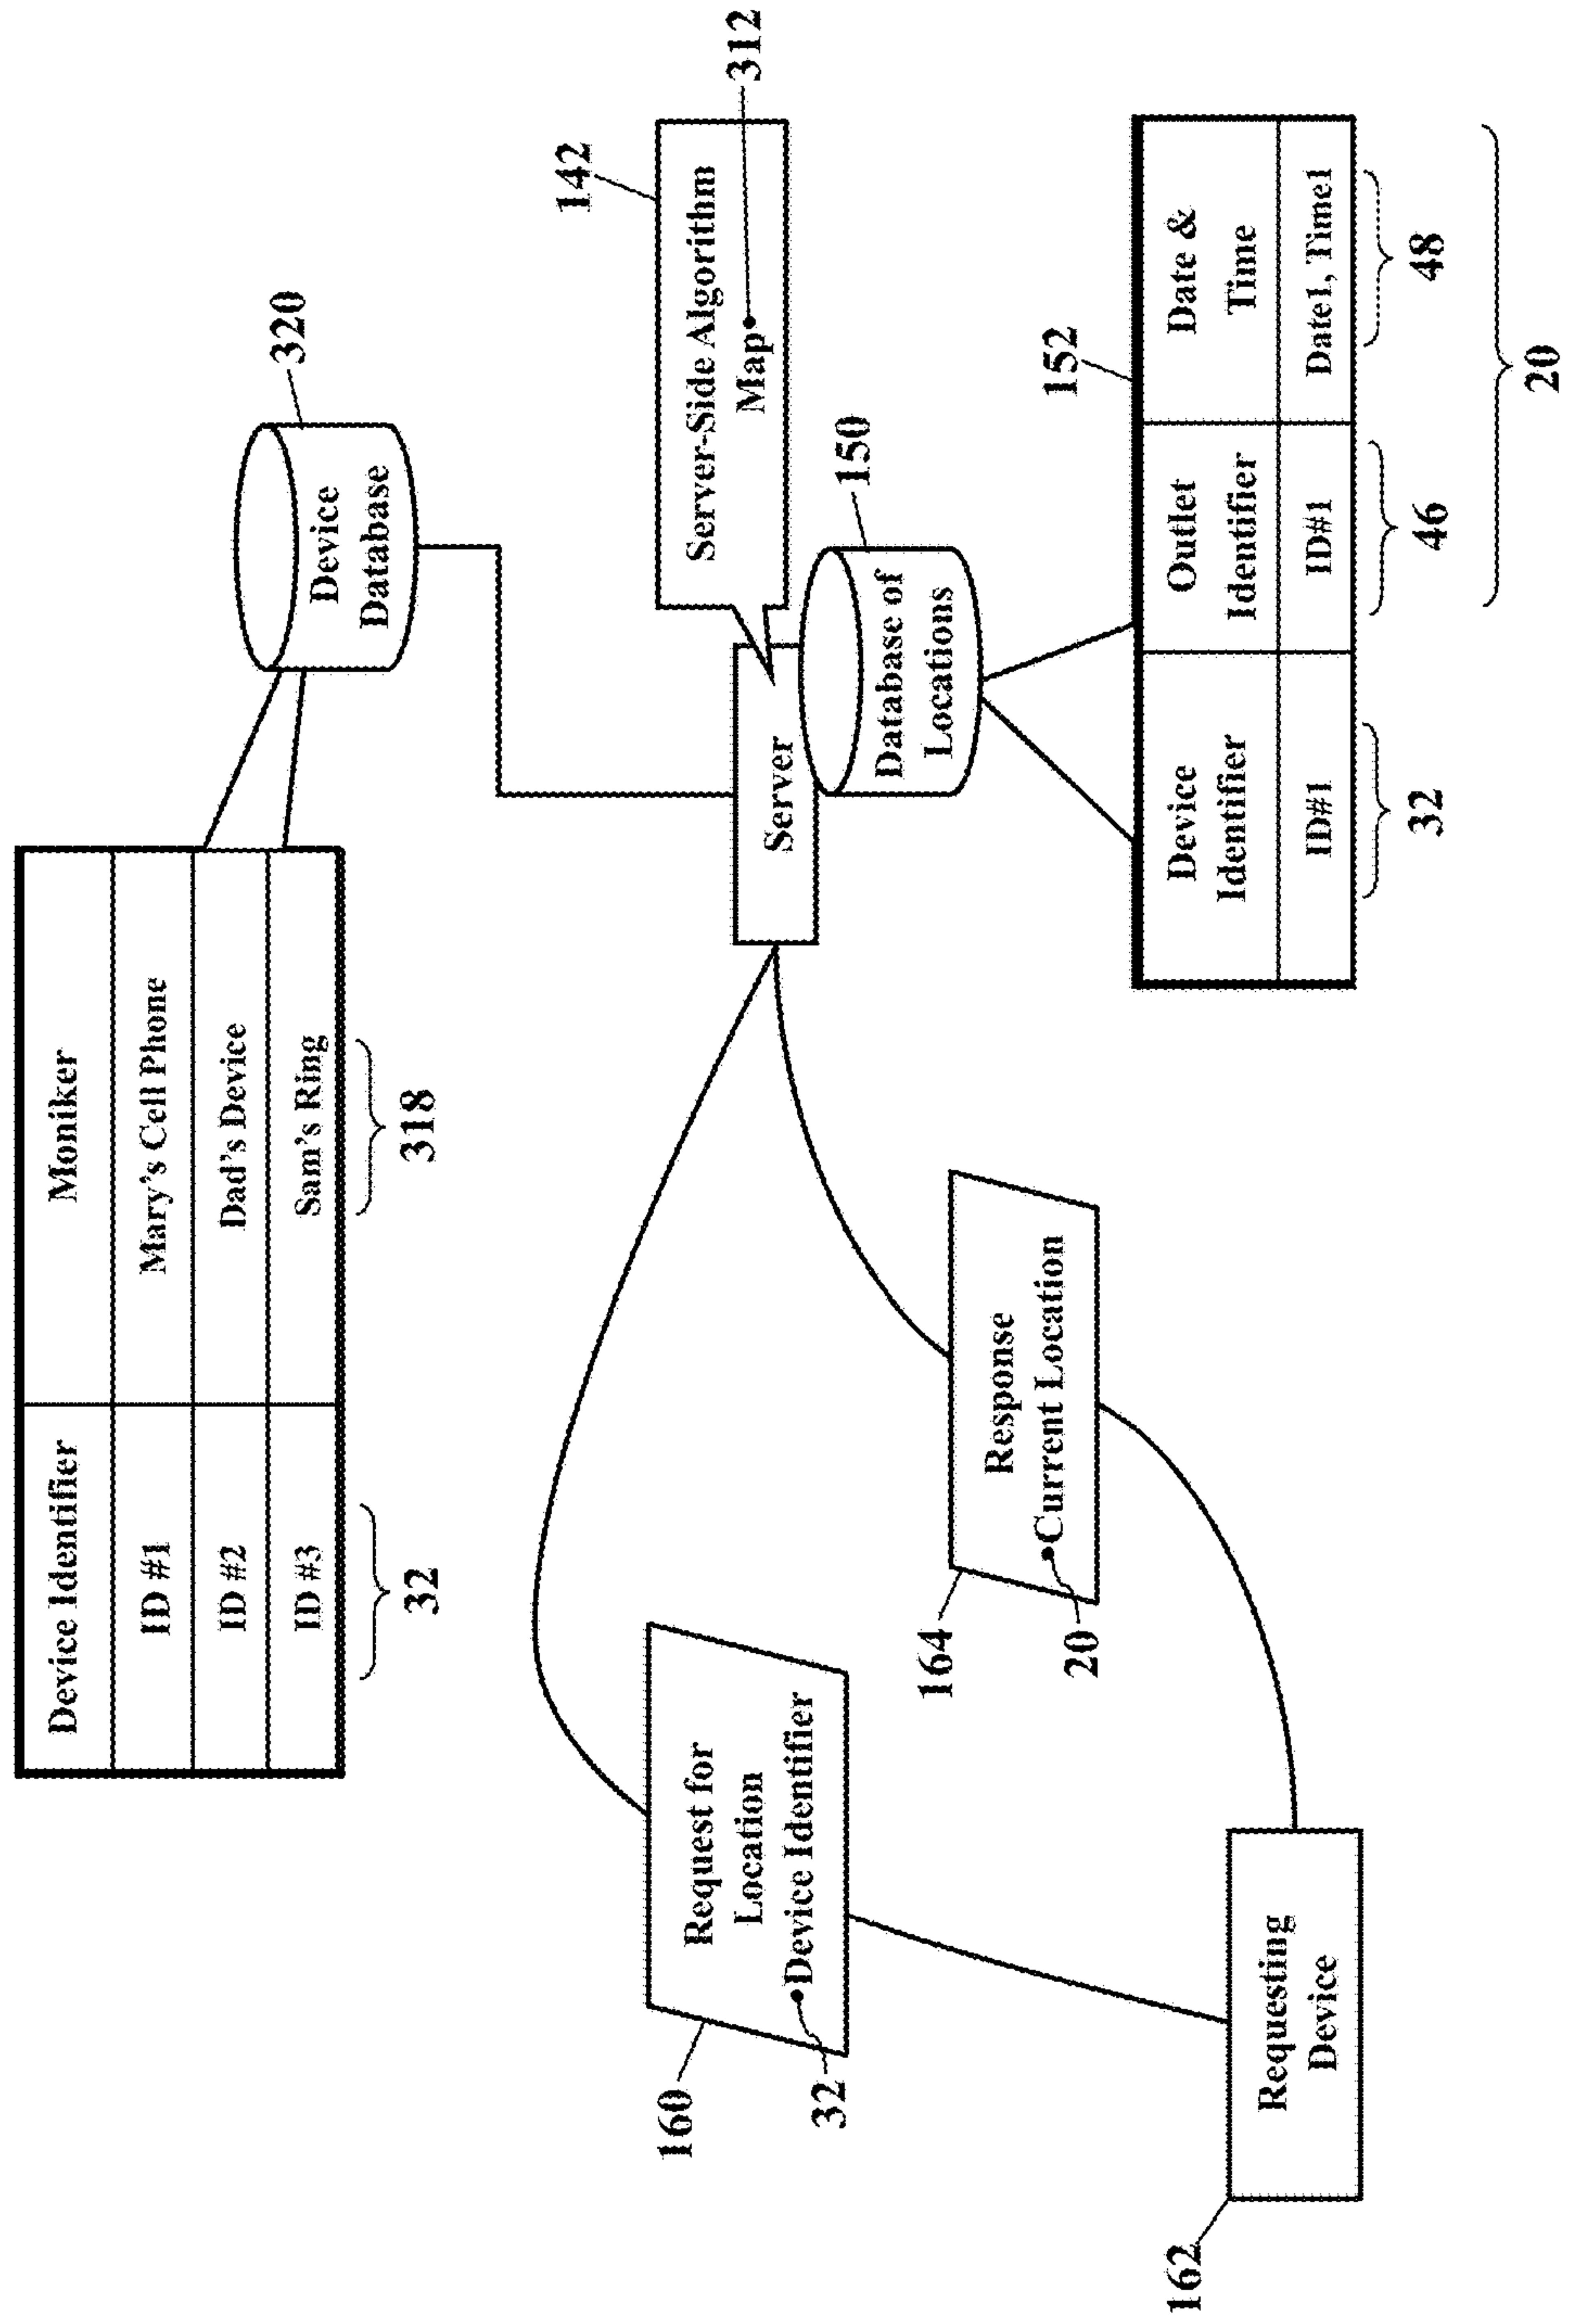 Device Identifier
Moniker
ID #1
Mary's Cell Phone
ID #2
Dad's Device
ID #3
Sam's Ring
32
318
320
Device
Database
Request for
Location
Device Identifier
160
32
Server
142
Server-Side Algorithm
Map
312
150
Database of
Locations
Response
Current Location
164
20
Requesting
Device
162
152
Device
Identifier
Outlet
Identifier
Date &
Time
ID#1
ID#1
Date1, Time1
32
46
48
20